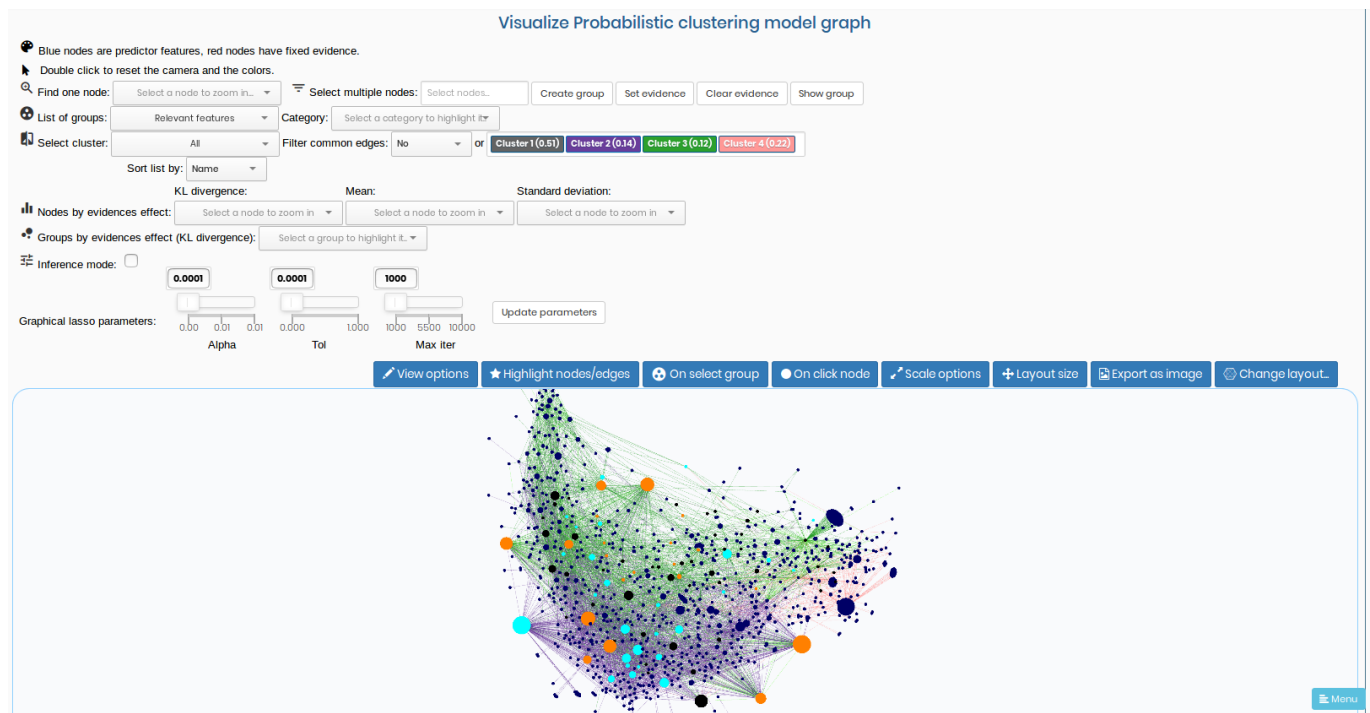 Visualize Probabilistic clustering model graph
Blue nodes are predictor features, red nodes have fixed evidence.
Double click to reset the camera and the colors.
Find one node: Select a node to zoom in... Select multiple nodes: Select nodes... Create group Set evidence Clear evidence Show group
List of groups: Relevant features Category: Select a category to highlight it..
Select cluster: All Filter common edges: No or Cluster 1 (0.51) Cluster 2 (0.14) Cluster 3 (0.12) Cluster 4 (0.22)
Sort list by: Name
KL divergence: Mean: Standard deviation:
Nodes by evidences effect: Select a node to zoom in Select a node to zoom in Select a node to zoom in
Groups by evidences effect (KL divergence): Select a group to highlight it..
Inference mode:
0.0001 0.0001 1000
Graphical lasso parameters: Update parameters
0.00 0.01 0.01 0.000 1.000 1000 5500 10000
Alpha Tol Max iter
View options Highlight nodes/edges On select group On click node Scale options Layout size Export as image Change layout...
Menu